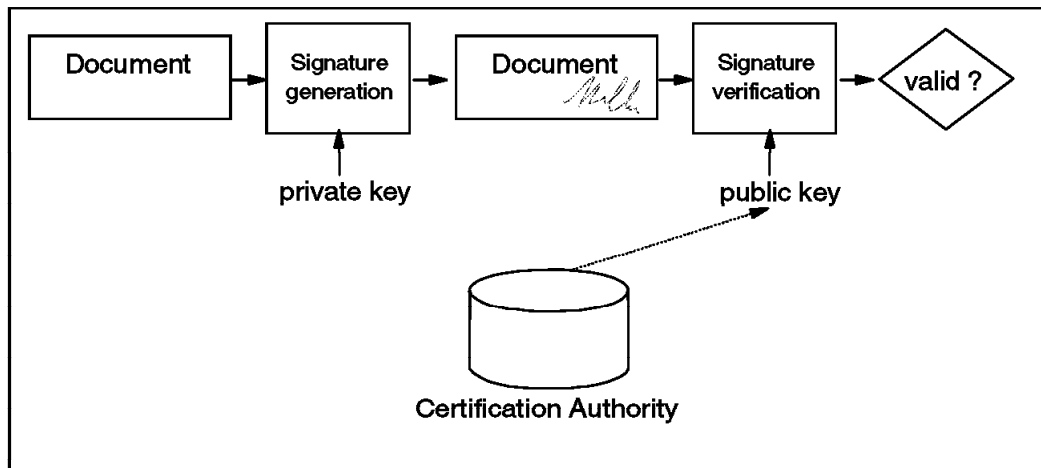 Document
Signature
generation
Document
Signature
verification
valid ?
private key
public key
Certification Authority